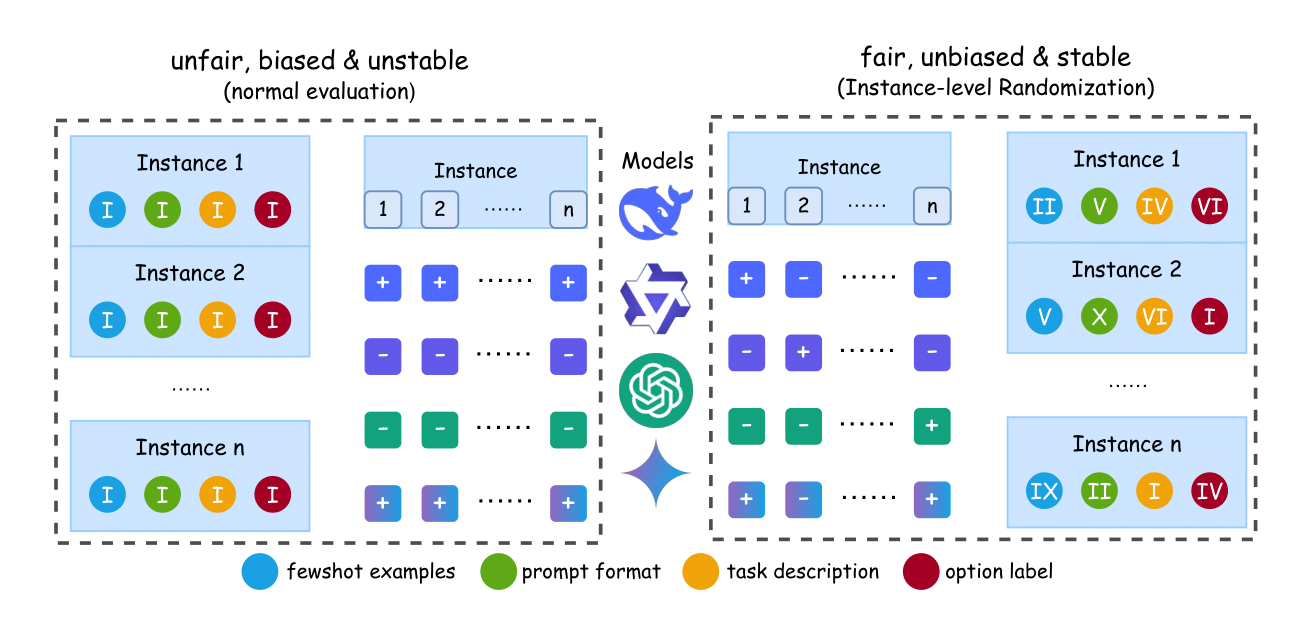 unfair, biased & unstable
(normal evaluation)
Instance 1
I I I I
Instance 2
I I I I
......
Instance n
I I I I
Instance
1 2 ...... n
+ + ...... +
- - ...... -
- - ...... -
+ + ...... +
Models
fair, unbiased & stable
(Instance-level Randomization)
Instance
1 2 ...... n
+ - ...... -
- + ...... -
- - ...... +
+ - ...... +
Instance 1
II V IV VI
Instance 2
V X VI I
......
Instance n
IX II I IV
fewshot examples prompt format task description option label